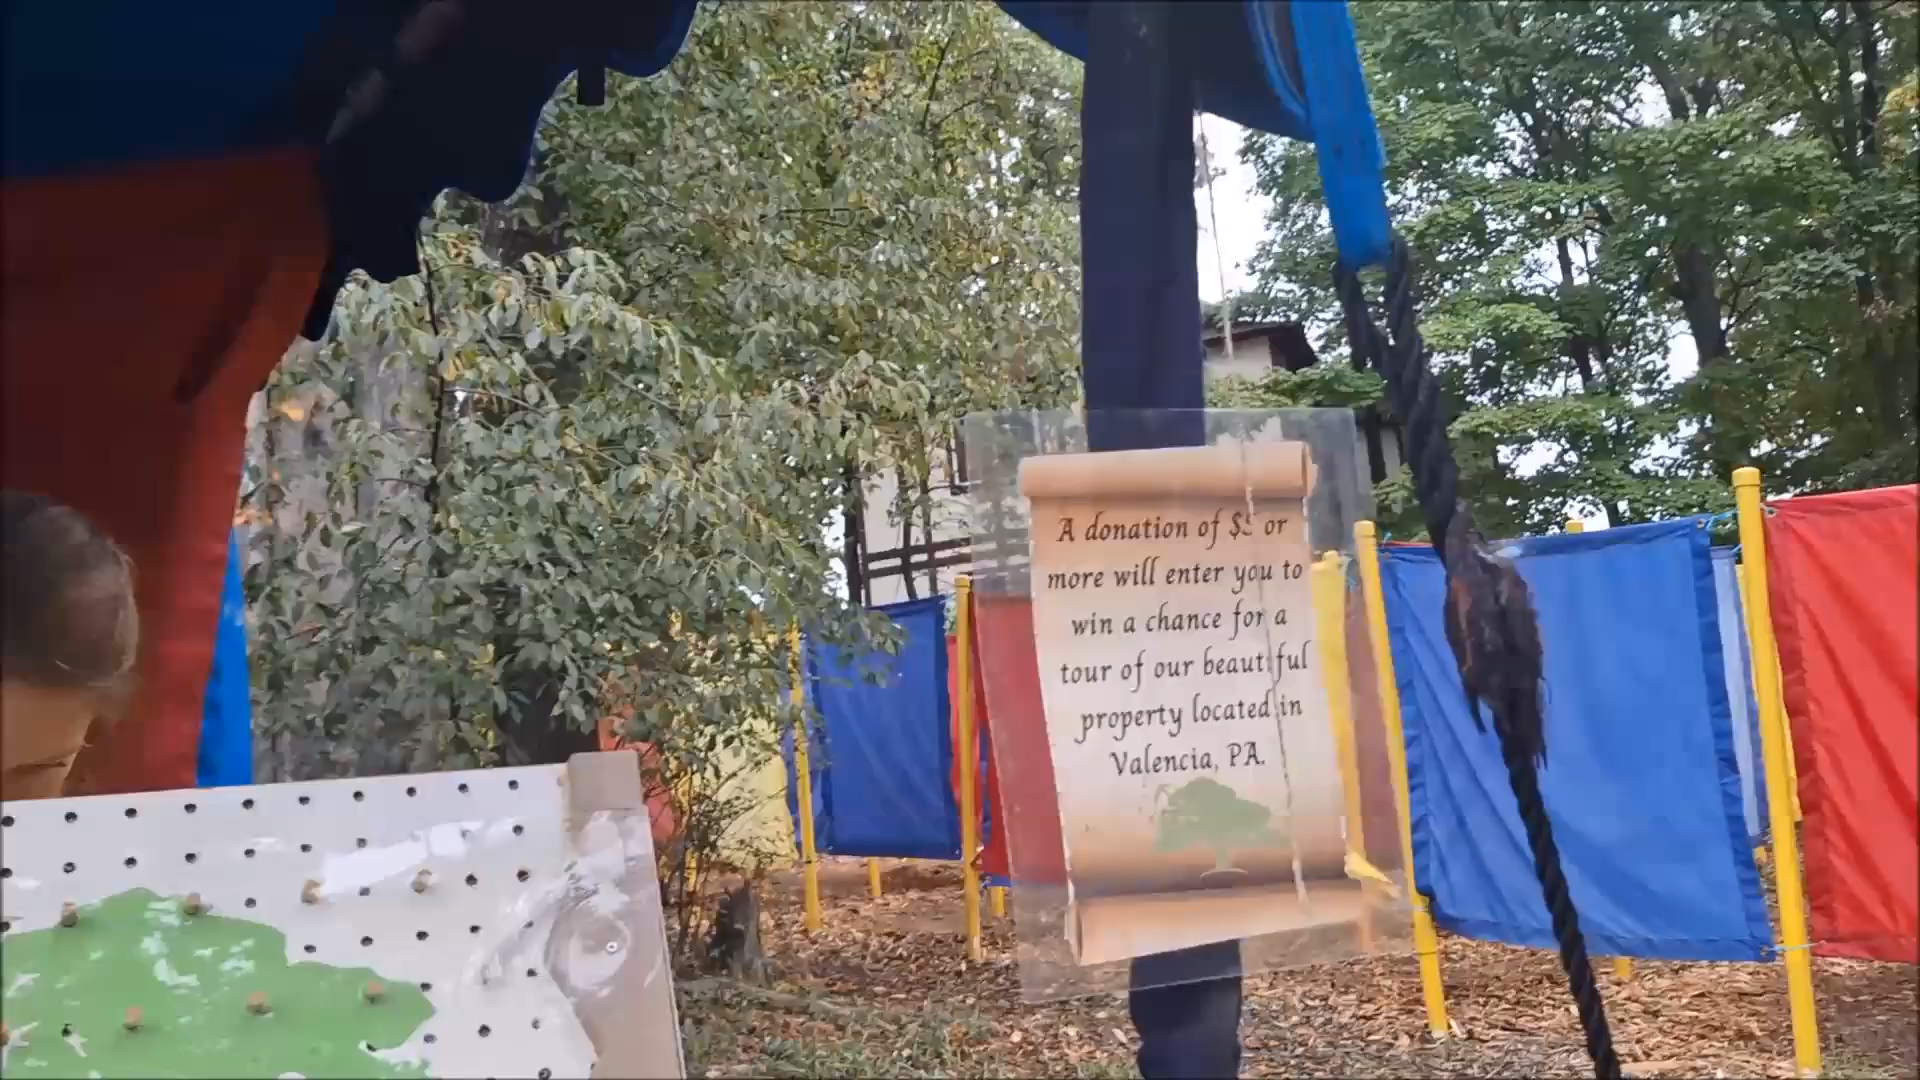 A donation of $5 or
more will enter you to
win a chance for a
tour of our beautiful
property located in
Valencia, PA.